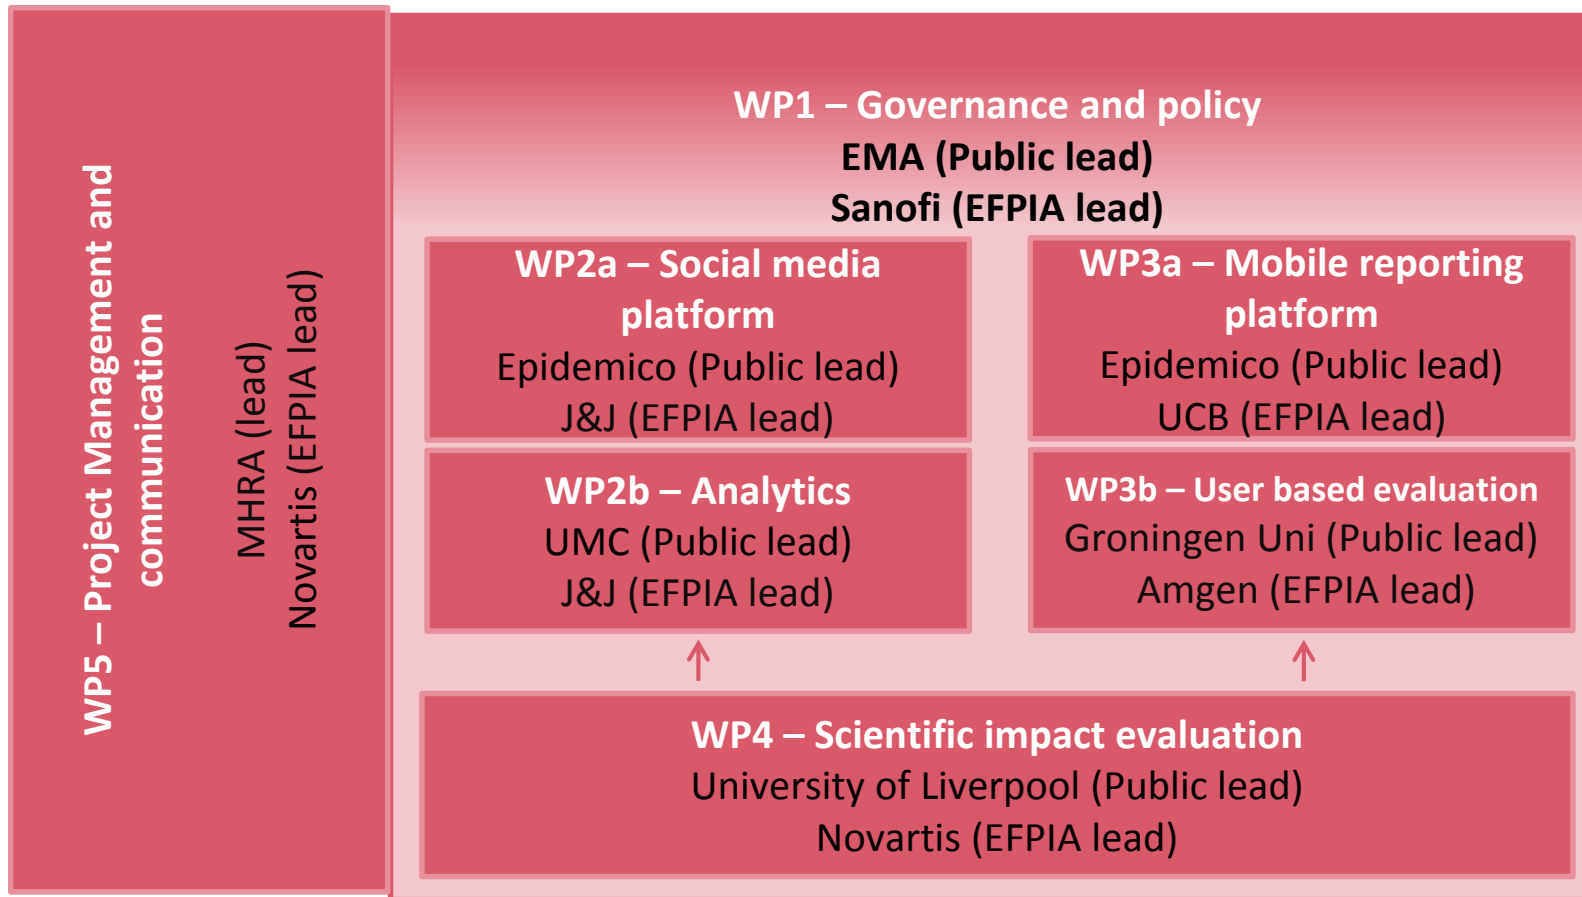 WP5 – Project Management and
communication
MHRA (lead)
Novartis (EFPIA lead)
WP1 – Governance and policy
EMA (Public lead)
Sanofi (EFPIA lead)
WP2a – Social media
platform
Epidemico (Public lead)
J&J (EFPIA lead)
WP3a – Mobile reporting
platform
Epidemico (Public lead)
UCB (EFPIA lead)
WP2b – Analytics
UMC (Public lead)
J&J (EFPIA lead)
WP3b – User based evaluation
Groningen Uni (Public lead)
Amgen (EFPIA lead)
WP4 – Scientific impact evaluation
University of Liverpool (Public lead)
Novartis (EFPIA lead)